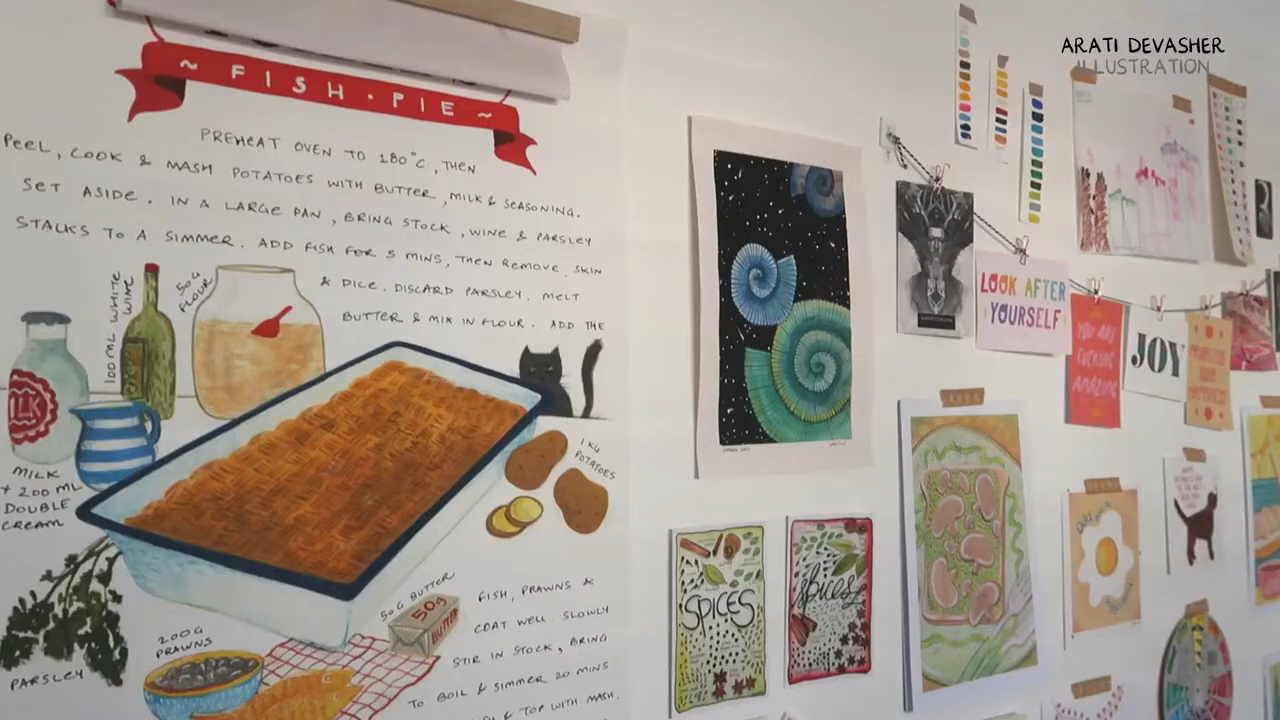 ARATI DEVASHER
ILLUSTRATION
~ FISH · PIE ~
PREHEAT OVEN TO 180°C, THEN
PEEL, COOK & MASH POTATOES WITH BUTTER, MILK & SEASONING.
SET ASIDE. IN A LARGE PAN, BRING STOCK, WINE & PARSLEY
STALKS TO A SIMMER. ADD FISH FOR 5 MINS, THEN REMOVE SKIN
& DICE. DISCARD PARSLEY. MELT
BUTTER & MIX IN FLOUR. ADD THE
100 ML WHITE
WINE
50G
FLOUR
MILK
+ 200 ML
DOUBLE
CREAM
1 KG
POTATOES
PARSLEY
200G
PRAWNS
50G BUTTER
50g
BUTTER
FISH, PRAWNS &
COAT WELL. SLOWLY
STIR IN STOCK, BRING
TO BOIL & SIMMER 20 MINS
& TOP WITH MASH.
SPICES
spices
LOOK AFTER
YOURSELF
YOU ARE
FUCKING
AMAZING
JOY